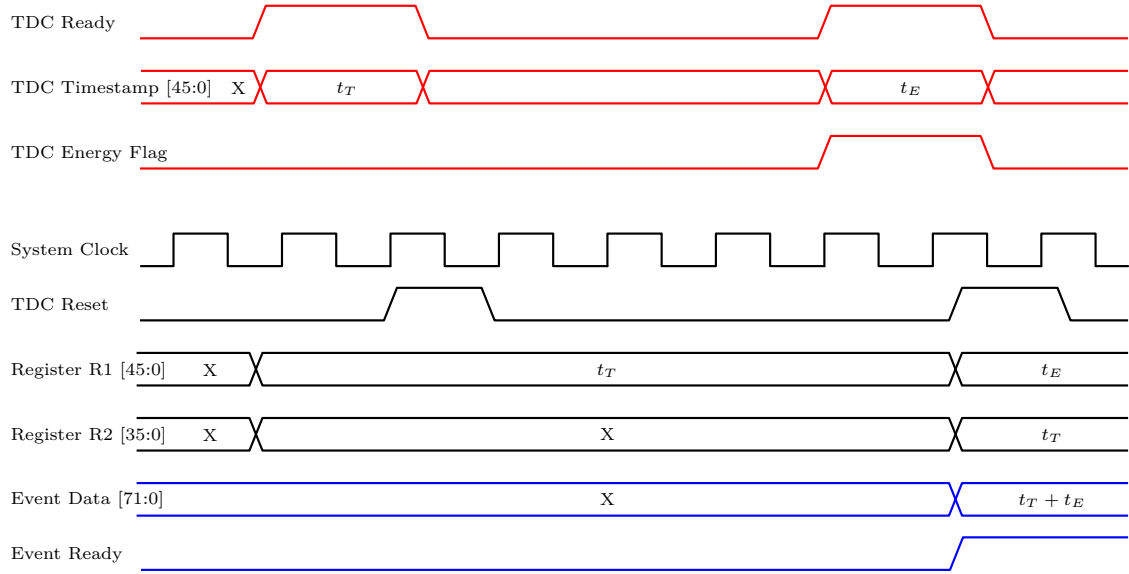 TDC Ready
TDC Timestamp [45:0] X t_T t_E
TDC Energy Flag
System Clock
TDC Reset
Register R1 [45:0] X t_T t_E
Register R2 [35:0] X X t_T
Event Data [71:0] X t_T + t_E
Event Ready